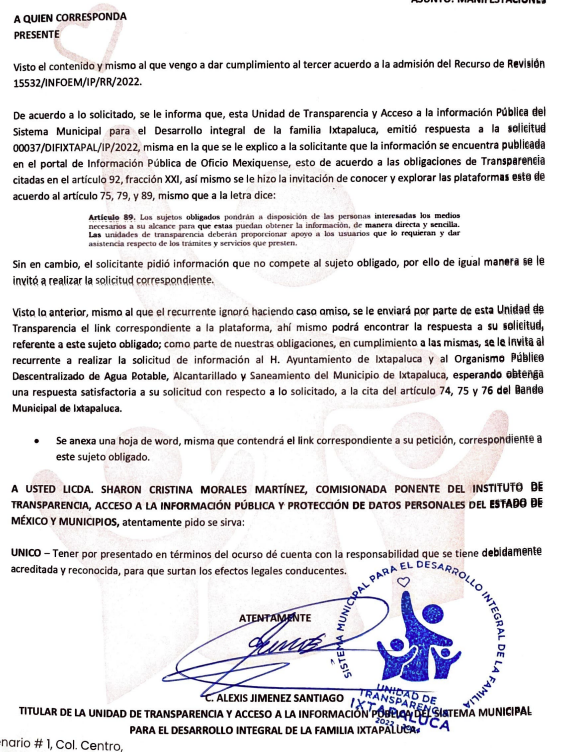 ASUNTO: MANIFESTACIONES
A QUIEN CORRESPONDA
PRESENTE
Visto el contenido y mismo al que vengo a dar cumplimiento al tercer acuerdo a la admisión del Recurso de Revisión
15532/INFOEM/IP/RR/2022.
De acuerdo a lo solicitado, se le informa que, esta Unidad de Transparencia y Acceso a la información Pública del
Sistema Municipal para el Desarrollo integral de la familia Ixtapaluca, emitió respuesta a la solicitud
00037/DIFIXTAPAL/IP/2022, misma en la que se le explico a la solicitante que la información se encuentra publicada
en el portal de Información Pública de Oficio Mexiquense, esto de acuerdo a las obligaciones de Transparencia
citadas en el artículo 92, fracción XXI, así mismo se le hizo la invitación de conocer y explorar las plataformas esto de
acuerdo al artículo 75, 79, y 89, mismo que a la letra dice:
Artículo 89. Los sujetos obligados pondrán a disposición de las personas interesadas los medios
necesarios a su alcance para que estas puedan obtener la información, de manera directa y sencilla.
Las unidades de transparencia deberán proporcionar apoyo a los usuarios que lo requieran y dar
asistencia respecto de los trámites y servicios que presten.
Sin en cambio, el solicitante pidió información que no compete al sujeto obligado, por ello de igual manera se le
invitó a realizar la solicitud correspondiente.
Visto lo anterior, mismo al que el recurrente ignoró haciendo caso omiso, se le enviará por parte de esta Unidad de
Transparencia el link correspondiente a la plataforma, ahí mismo podrá encontrar la respuesta a su solicitud,
referente a este sujeto obligado; como parte de nuestras obligaciones, en cumplimiento a las mismas, se le invita al
recurrente a realizar la solicitud de información al H. Ayuntamiento de Ixtapaluca y al Organismo Público
Descentralizado de Agua Potable, Alcantarillado y Saneamiento del Municipio de Ixtapaluca, esperando obtenga
una respuesta satisfactoria a su solicitud con respecto a lo solicitado, a la cita del artículo 74, 75 y 76 del Bando
Municipal de Ixtapaluca.
• Se anexa una hoja de word, misma que contendrá el link correspondiente a su petición, correspondiente a
este sujeto obligado.
A USTED LICDA. SHARON CRISTINA MORALES MARTÍNEZ, COMISIONADA PONENTE DEL INSTITUTO DE
TRANSPARENCIA, ACCESO A LA INFORMACIÓN PÚBLICA Y PROTECCIÓN DE DATOS PERSONALES DEL ESTADO DE
MÉXICO Y MUNICIPIOS, atentamente pido se sirva:
UNICO – Tener por presentado en términos del ocurso dé cuenta con la responsabilidad que se tiene debidamente
acreditada y reconocida, para que surtan los efectos legales conducentes.
SISTEMA MUNICIPAL PARA EL DESARROLLO INTEGRAL DE LA FAMILIA
ATENTAMENTE
UNIDAD DE
TRANSPARENCIA
IXTAPALUCA
C. ALEXIS JIMENEZ SANTIAGO
TITULAR DE LA UNIDAD DE TRANSPARENCIA Y ACCESO A LA INFORMACIÓN PÚBLICA DEL SISTEMA MUNICIPAL
PARA EL DESARROLLO INTEGRAL DE LA FAMILIA IXTAPALUCA
enario # 1, Col. Centro,